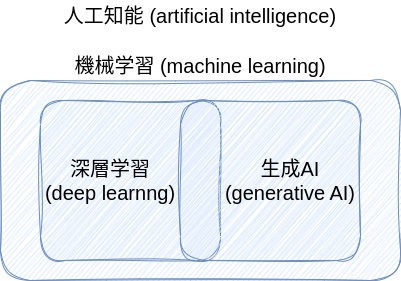 人工知能 (artificial intelligence)
機械学習 (machine learning)
深層学習
(deep learnng)
生成AI
(generative AI)